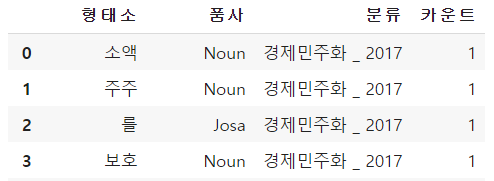 형태소 품사 분류 카운트
0 소액 Noun 경제민주화 _ 2017 1
1 주주 Noun 경제민주화 _ 2017 1
2 를 Josa 경제민주화 _ 2017 1
3 보호 Noun 경제민주화 _ 2017 1